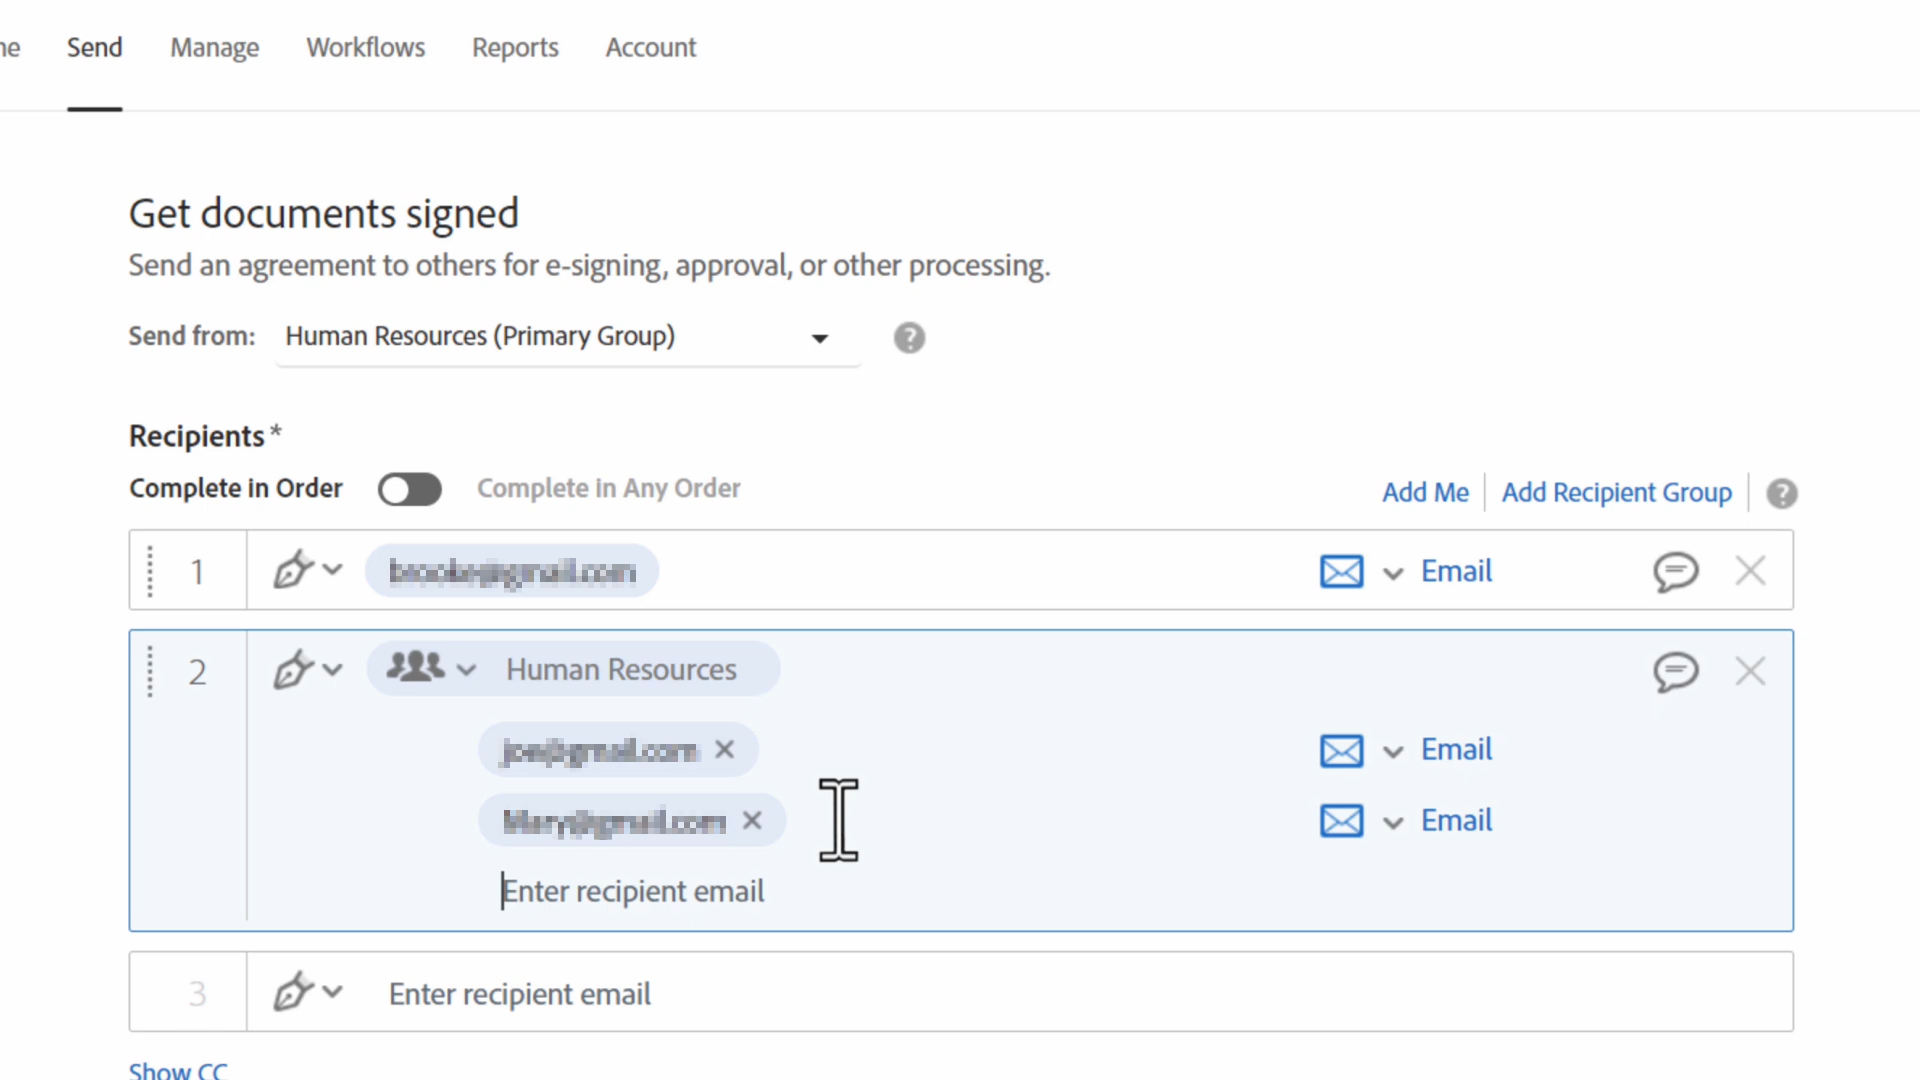 ne Send Manage Workflows Reports Account
Get documents signed
Send an agreement to others for e-signing, approval, or other processing.
Send from: Human Resources (Primary Group) ?
Recipients *
Complete in Order Complete in Any Order Add Me Add Recipient Group ?
1 Email
2 Human Resources
Email
Email
Enter recipient email
3 Enter recipient email
Show CC